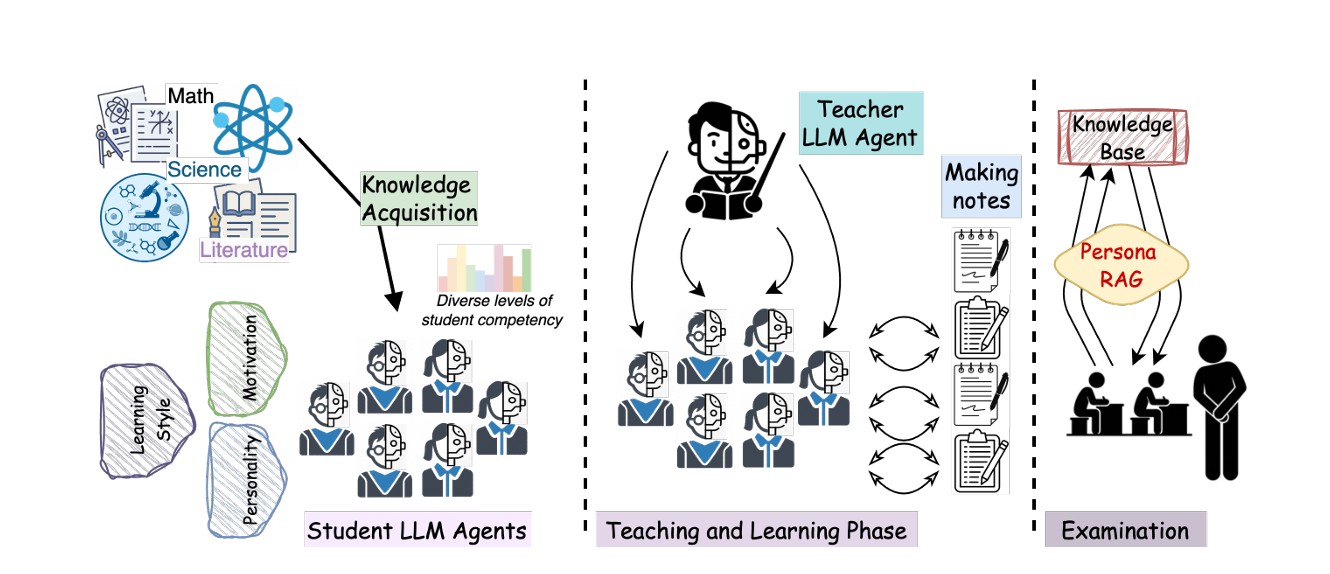 Math
Science
Literature
Knowledge
Acquisition
Diverse levels of
student competency
Motivation
Learning
Style
Personality
Student LLM Agents
Teacher
LLM Agent
Making
notes
Teaching and Learning Phase
Knowledge
Base
Persona
RAG
Examination